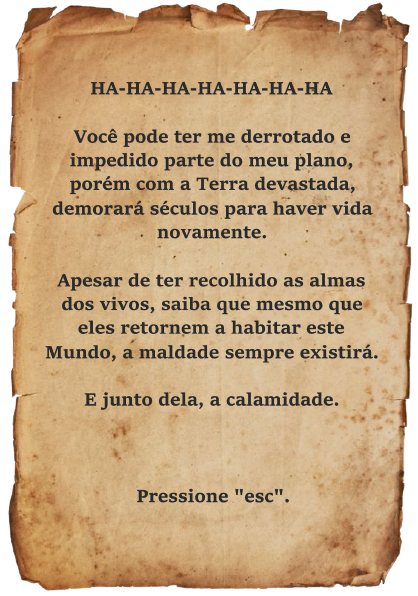 HA-HA-HA-HA-HA-HA-HA
Você pode ter me derrotado e
impedido parte do meu plano,
porém com a Terra devastada,
demorará séculos para haver vida
novamente.
Apesar de ter recolhido as almas
dos vivos, saiba que mesmo que
eles retornem a habitar este
Mundo, a maldade sempre existirá.
E junto dela, a calamidade.
Pressione "esc".